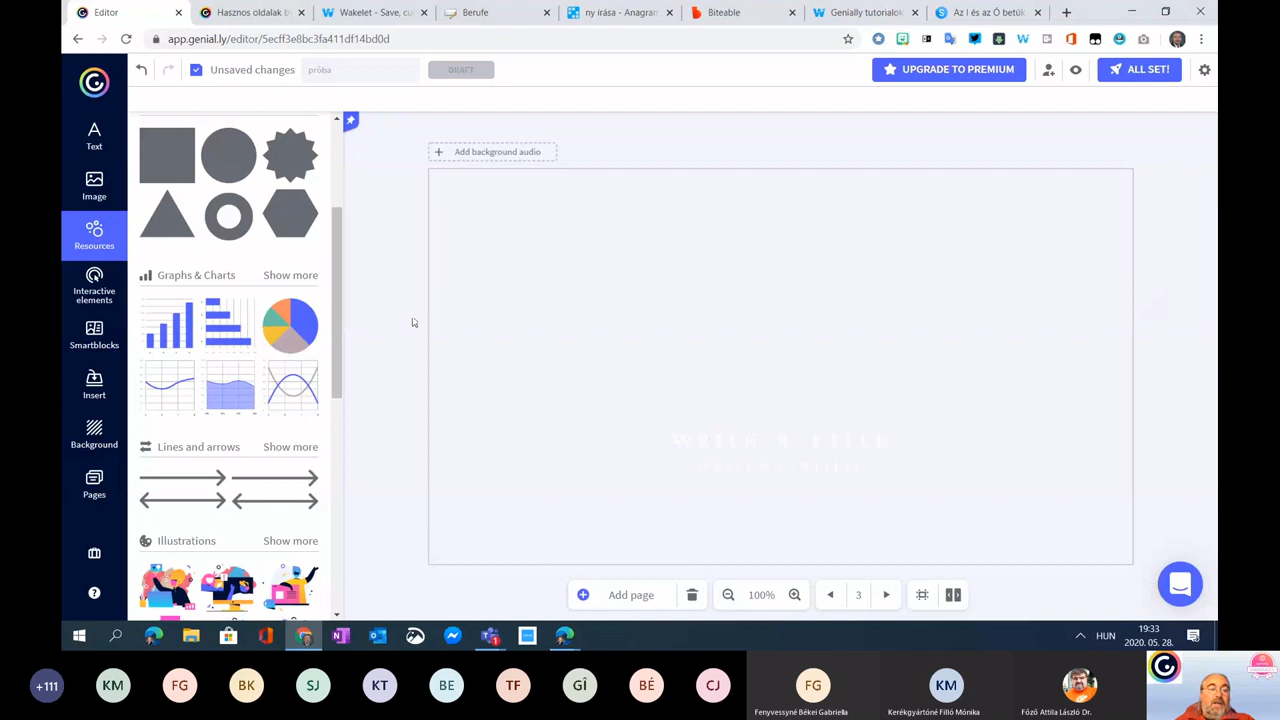 Editor
Hasznos oldalak b
Wakelet - Save, cu
Berufe
ny írása - Anagram
Biteable
Genially tutorialok
Az I és az Ó betűk
app.genial.ly/editor/5ecff3e8bc3fa411df14bd0d
Unsaved changes
próba
DRAFT
UPGRADE TO PREMIUM
ALL SET!
Text
Image
Resources
Interactive
elements
Smartblocks
Insert
Background
Pages
Graphs & Charts
Show more
Lines and arrows
Show more
Illustrations
Show more
Add background audio
WRITE A TITLE
Add page
100%
3
HUN
19:33
2020. 05. 28.
+111
KM
FG
BK
SJ
KT
BE
TF
GÍ
BÉ
CJ
FG
Fenyvessyné Békei Gabriella
KM
Kerékgyártóné Filló Mónika
Főző Attila László Dr.